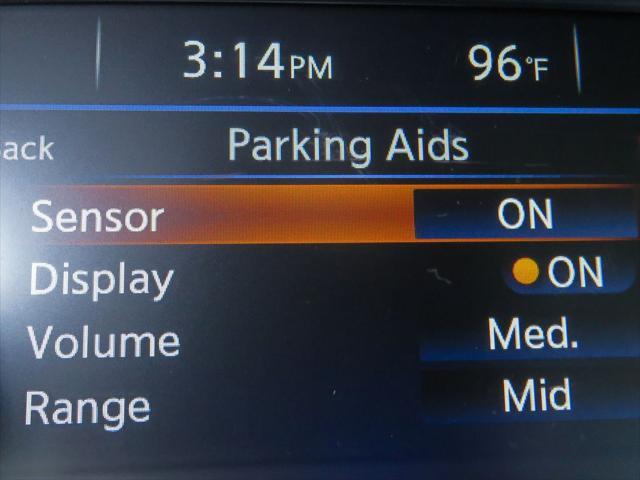 3:14PM 96°F
ack Parking Aids
Sensor ON
Display ON
Volume Med.
Range Mid